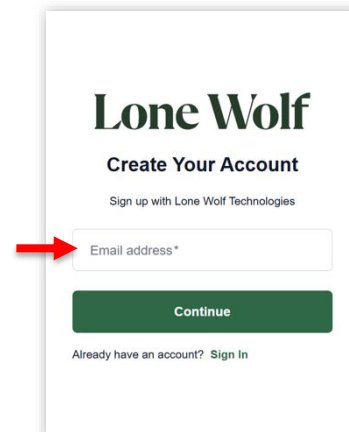 Lone Wolf
Create Your Account
Sign up with Lone Wolf Technologies
Email address*
Continue
Already have an account? Sign In